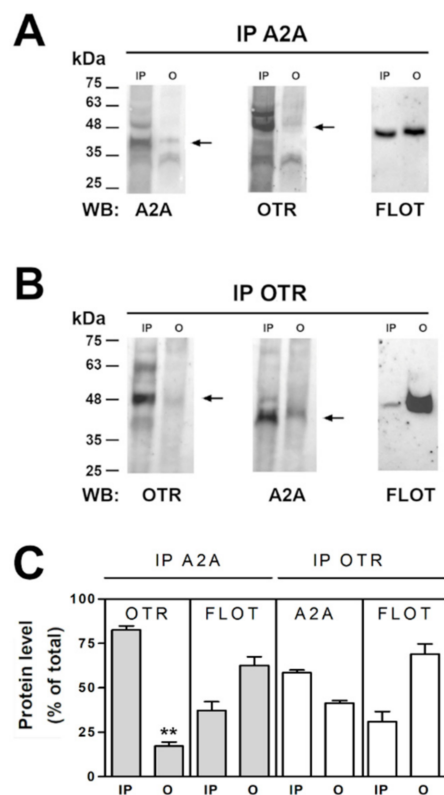 A
IP A2A
kDa
IP O IP O IP O
75
63
48
35
25
WB: A2A OTR FLOT
B
IP OTR
kDa
IP O IP O IP O
75
63
48
35
25
WB: OTR A2A FLOT
C
IP A2A IP OTR
OTR FLOT A2A FLOT
Protein level
(% of total)
100
75
50
25
0
**
IP O IP O IP O IP O